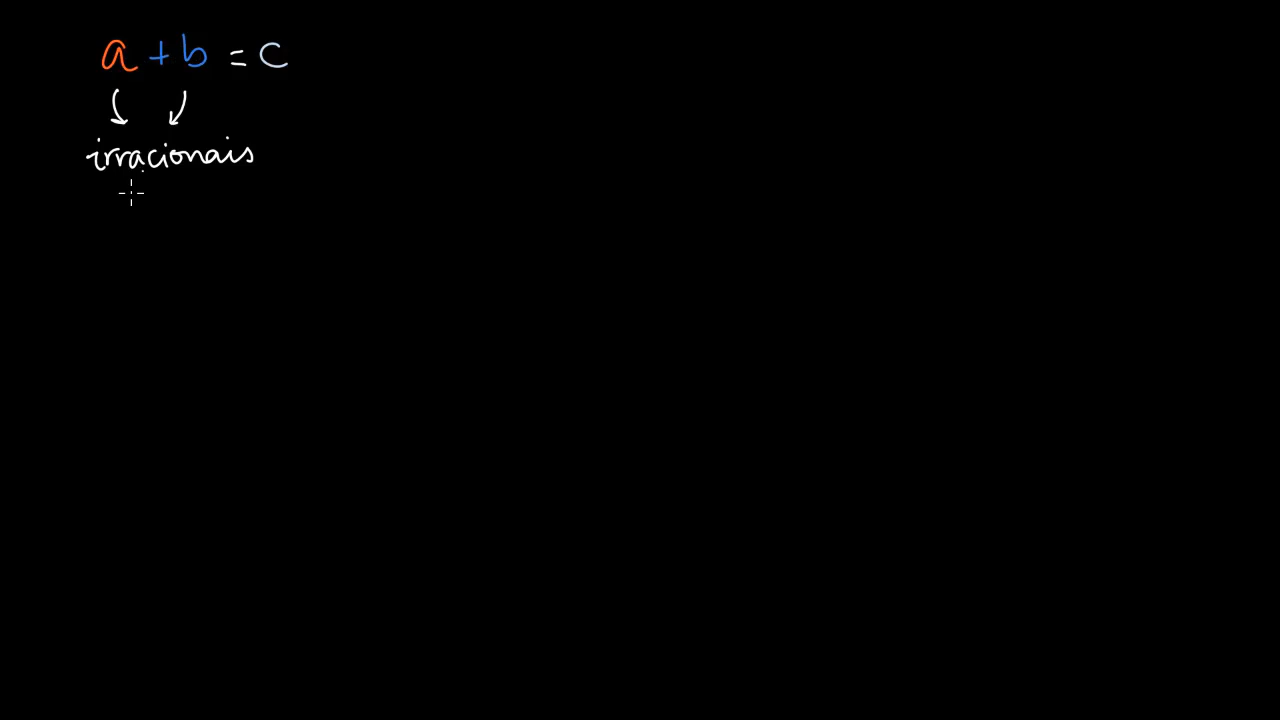 a + b = c
irracionais